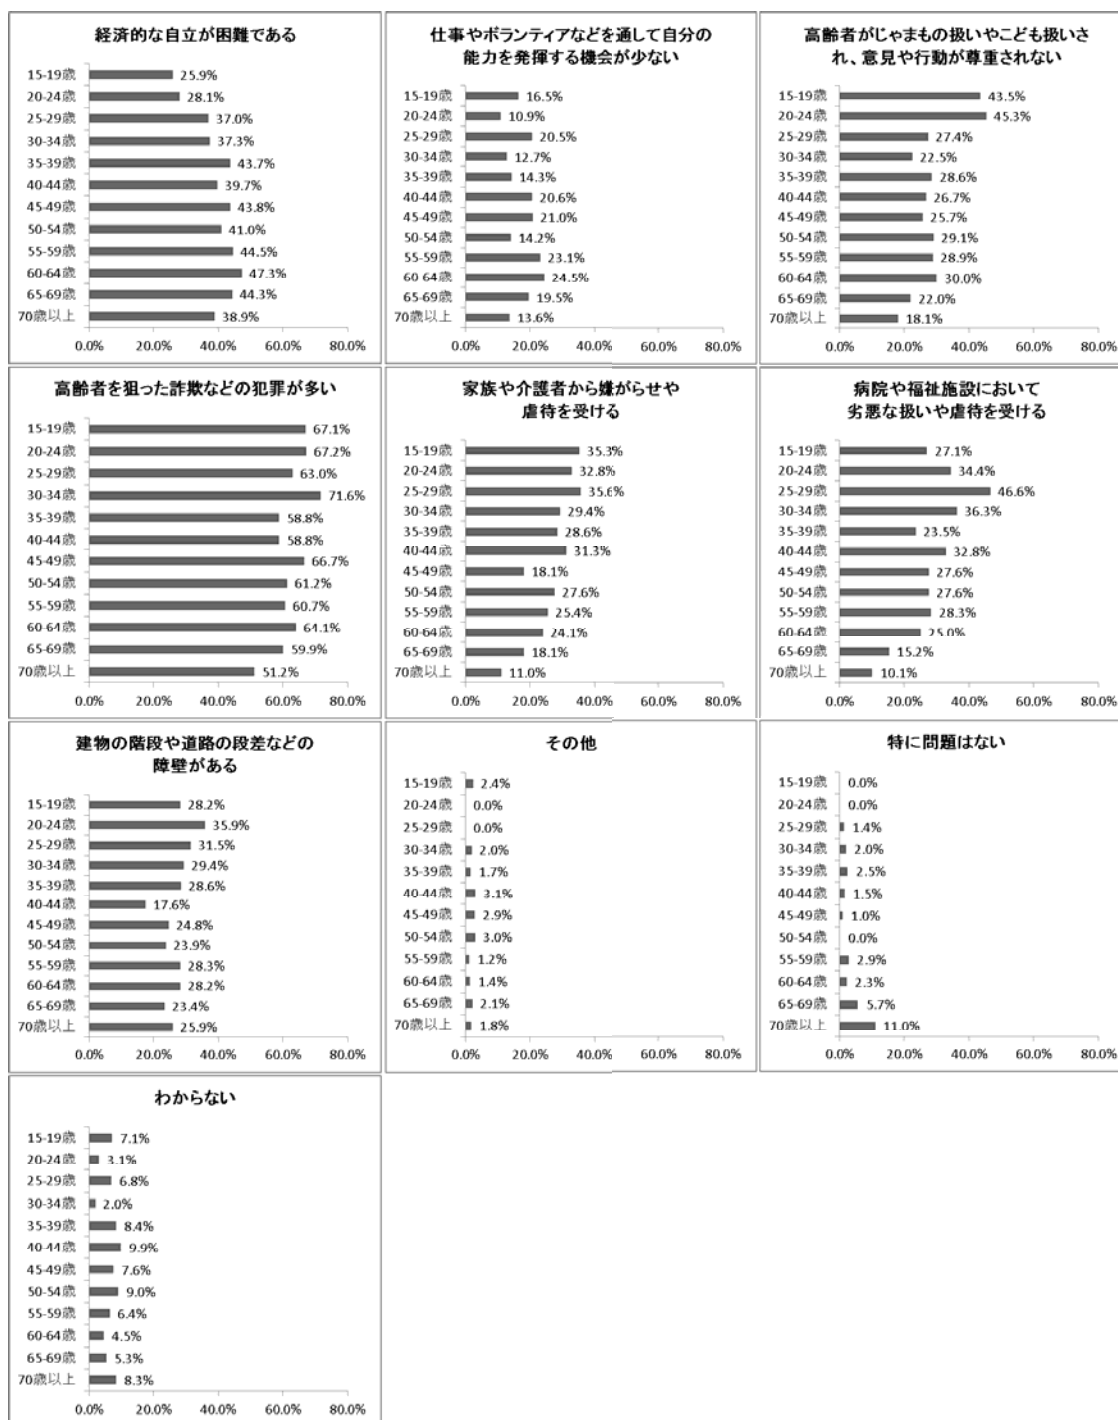 経済的な自立が困難である
15-19歳 25.9%
20-24歳 28.1%
25-29歳 37.0%
30-34歳 37.3%
35-39歳 43.7%
40-44歳 39.7%
45-49歳 43.8%
50-54歳 41.0%
55-59歳 44.5%
60-64歳 47.3%
65-69歳 44.3%
70歳以上 38.9%
0.0% 20.0% 40.0% 60.0% 80.0%
仕事やボランティアなどを通して自分の
能力を発揮する機会が少ない
15-19歳 16.5%
20-24歳 10.9%
25-29歳 20.5%
30-34歳 12.7%
35-39歳 14.3%
40-44歳 20.6%
45-49歳 21.0%
50-54歳 14.2%
55-59歳 23.1%
60-64歳 24.5%
65-69歳 19.5%
70歳以上 13.6%
0.0% 20.0% 40.0% 60.0% 80.0%
高齢者がじゃまもの扱いやこども扱いさ
れ、意見や行動が尊重されない
15-19歳 43.5%
20-24歳 45.3%
25-29歳 27.4%
30-34歳 22.5%
35-39歳 28.6%
40-44歳 26.7%
45-49歳 25.7%
50-54歳 29.1%
55-59歳 28.9%
60-64歳 30.0%
65-69歳 22.0%
70歳以上 18.1%
0.0% 20.0% 40.0% 60.0% 80.0%
高齢者を狙った詐欺などの犯罪が多い
15-19歳 67.1%
20-24歳 67.2%
25-29歳 63.0%
30-34歳 71.6%
35-39歳 58.8%
40-44歳 58.8%
45-49歳 66.7%
50-54歳 61.2%
55-59歳 60.7%
60-64歳 64.1%
65-69歳 59.9%
70歳以上 51.2%
0.0% 20.0% 40.0% 60.0% 80.0%
家族や介護者から嫌がらせや
虐待を受ける
15-19歳 35.3%
20-24歳 32.8%
25-29歳 35.6%
30-34歳 29.4%
35-39歳 28.6%
40-44歳 31.3%
45-49歳 18.1%
50-54歳 27.6%
55-59歳 25.4%
60-64歳 24.1%
65-69歳 18.1%
70歳以上 11.0%
0.0% 20.0% 40.0% 60.0% 80.0%
病院や福祉施設において
劣悪な扱いや虐待を受ける
15-19歳 27.1%
20-24歳 34.4%
25-29歳 46.6%
30-34歳 36.3%
35-39歳 23.5%
40-44歳 32.8%
45-49歳 27.6%
50-54歳 27.6%
55-59歳 28.3%
60-64歳 25.0%
65-69歳 15.2%
70歳以上 10.1%
0.0% 20.0% 40.0% 60.0% 80.0%
建物の階段や道路の段差などの
障壁がある
15-19歳 28.2%
20-24歳 35.9%
25-29歳 31.5%
30-34歳 29.4%
35-39歳 28.6%
40-44歳 17.6%
45-49歳 24.8%
50-54歳 23.9%
55-59歳 28.3%
60-64歳 28.2%
65-69歳 23.4%
70歳以上 25.9%
0.0% 20.0% 40.0% 60.0% 80.0%
その他
15-19歳 2.4%
20-24歳 0.0%
25-29歳 0.0%
30-34歳 2.0%
35-39歳 1.7%
40-44歳 3.1%
45-49歳 2.9%
50-54歳 3.0%
55-59歳 1.2%
60-64歳 1.4%
65-69歳 2.1%
70歳以上 1.8%
0.0% 20.0% 40.0% 60.0% 80.0%
特に問題はない
15-19歳 0.0%
20-24歳 0.0%
25-29歳 1.4%
30-34歳 2.0%
35-39歳 2.5%
40-44歳 1.5%
45-49歳 1.0%
50-54歳 0.0%
55-59歳 2.9%
60-64歳 2.3%
65-69歳 5.7%
70歳以上 11.0%
0.0% 20.0% 40.0% 60.0% 80.0%
わからない
15-19歳 7.1%
20-24歳 3.1%
25-29歳 6.8%
30-34歳 2.0%
35-39歳 8.4%
40-44歳 9.9%
45-49歳 7.6%
50-54歳 9.0%
55-59歳 6.4%
60-64歳 4.5%
65-69歳 5.3%
70歳以上 8.3%
0.0% 20.0% 40.0% 60.0% 80.0%